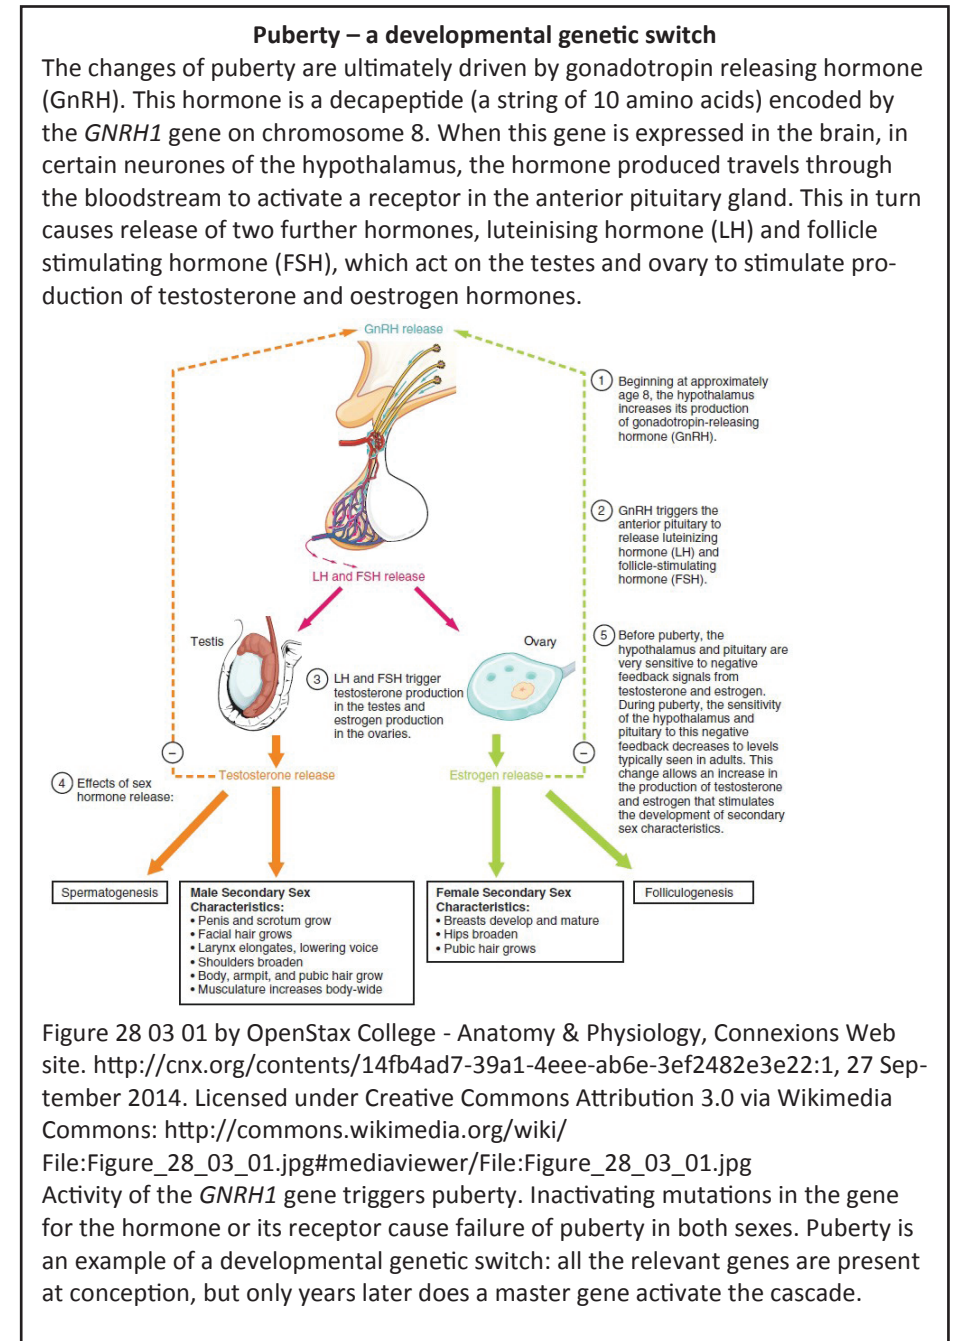 Puberty – a developmental genetic switch
The changes of puberty are ultimately driven by gonadotropin releasing hormone
(GnRH). This hormone is a decapeptide (a string of 10 amino acids) encoded by
the GNRH1 gene on chromosome 8. When this gene is expressed in the brain, in
certain neurones of the hypothalamus, the hormone produced travels through
the bloodstream to activate a receptor in the anterior pituitary gland. This in turn
causes release of two further hormones, luteinising hormone (LH) and follicle
stimulating hormone (FSH), which act on the testes and ovary to stimulate pro-
duction of testosterone and oestrogen hormones.
GnRH release
1 Beginning at approximately
age 8, the hypothalamus
increases its production
of gonadotropin-releasing
hormone (GnRH).
2 GnRH triggers the
anterior pituitary to
release luteinizing
hormone (LH) and
follicle-stimulating
hormone (FSH).
LH and FSH release
Testis
Ovary
3 LH and FSH trigger
testosterone production
in the testes and
estrogen production
in the ovaries.
5 Before puberty, the
hypothalamus and pituitary are
very sensitive to negative
feedback signals from
testosterone and estrogen.
During puberty, the sensitivity
of the hypothalamus and
pituitary to this negative
feedback decreases to levels
typically seen in adults. This
change allows an increase in
the production of testosterone
and estrogen that stimulates
the development of secondary
sex characteristics.
–
–
Testosterone release
Estrogen release
4 Effects of sex
hormone release:
Spermatogenesis
Male Secondary Sex
Characteristics:
• Penis and scrotum grow
• Facial hair grows
• Larynx elongates, lowering voice
• Shoulders broaden
• Body, armpit, and pubic hair grow
• Musculature increases body-wide
Female Secondary Sex
Characteristics:
• Breasts develop and mature
• Hips broaden
• Pubic hair grows
Folliculogenesis
Figure 28 03 01 by OpenStax College - Anatomy & Physiology, Connexions Web
site. http://cnx.org/contents/14fb4ad7-39a1-4eee-ab6e-3ef2482e3e22:1, 27 Sep-
tember 2014. Licensed under Creative Commons Attribution 3.0 via Wikimedia
Commons: http://commons.wikimedia.org/wiki/
File:Figure_28_03_01.jpg#mediaviewer/File:Figure_28_03_01.jpg
Activity of the GNRH1 gene triggers puberty. Inactivating mutations in the gene
for the hormone or its receptor cause failure of puberty in both sexes. Puberty is
an example of a developmental genetic switch: all the relevant genes are present
at conception, but only years later does a master gene activate the cascade.